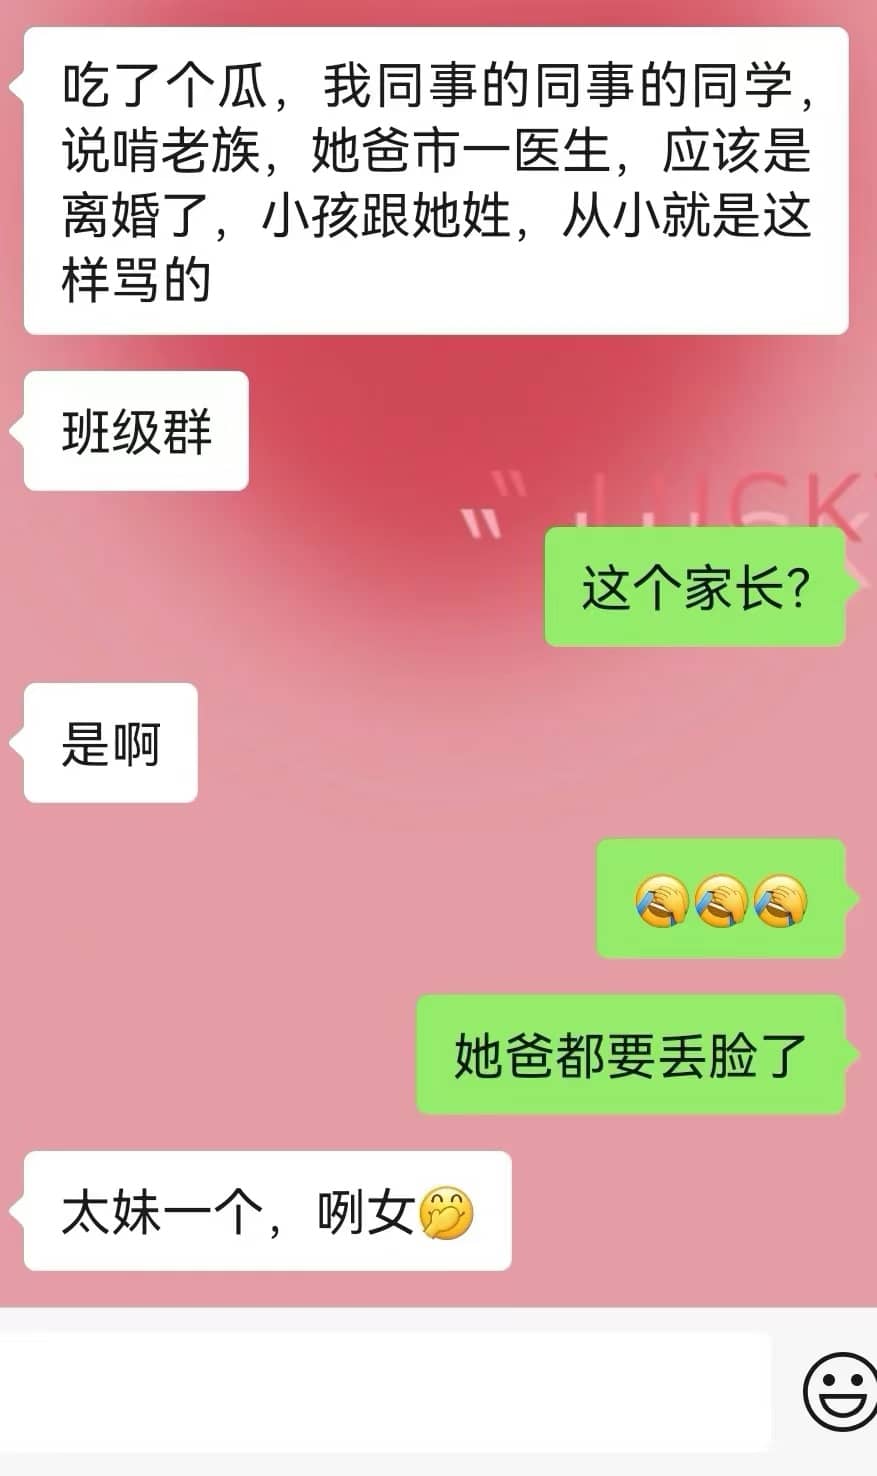 吃了个瓜，我同事的同事的同学，
说啃老族，她爸市一医生，应该是
离婚了，小孩跟她姓，从小就是这
样骂的
班级群
LUCK
这个家长？
是啊
🤦🤦🤦
她爸都要丢脸了
太妹一个，咧女🤭